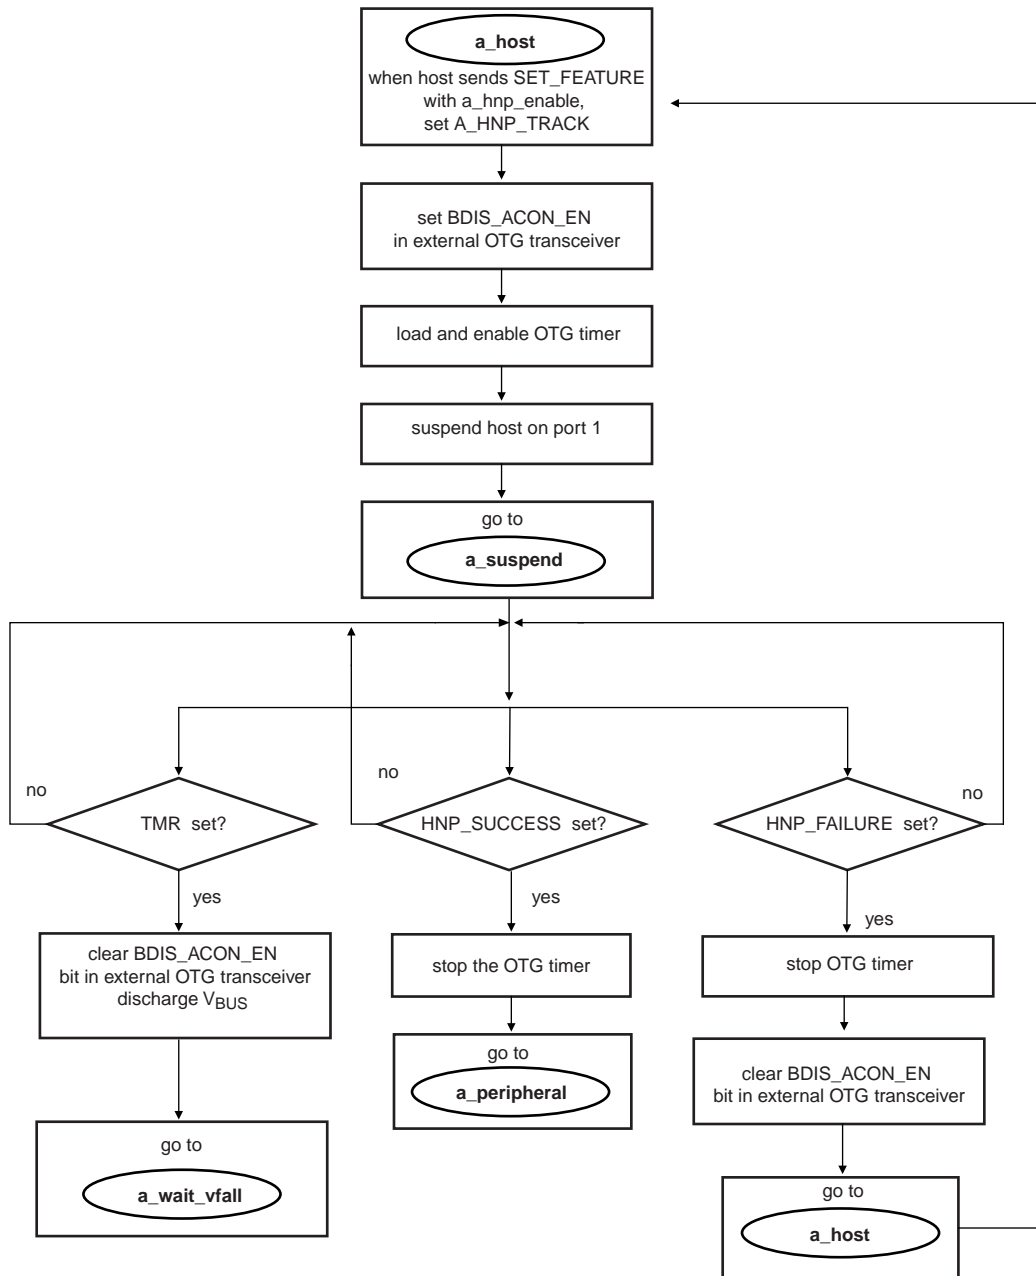 a_host
when host sends SET_FEATURE
with a_hnp_enable,
set A_HNP_TRACK
set BDIS_ACON_EN
in external OTG transceiver
load and enable OTG timer
suspend host on port 1
go to
a_suspend
no
no
no
TMR set?
HNP_SUCCESS set?
HNP_FAILURE set?
yes
yes
yes
clear BDIS_ACON_EN
bit in external OTG transceiver
discharge VBUS
stop the OTG timer
stop OTG timer
go to
a_peripheral
clear BDIS_ACON_EN
bit in external OTG transceiver
go to
a_wait_vfall
go to
a_host